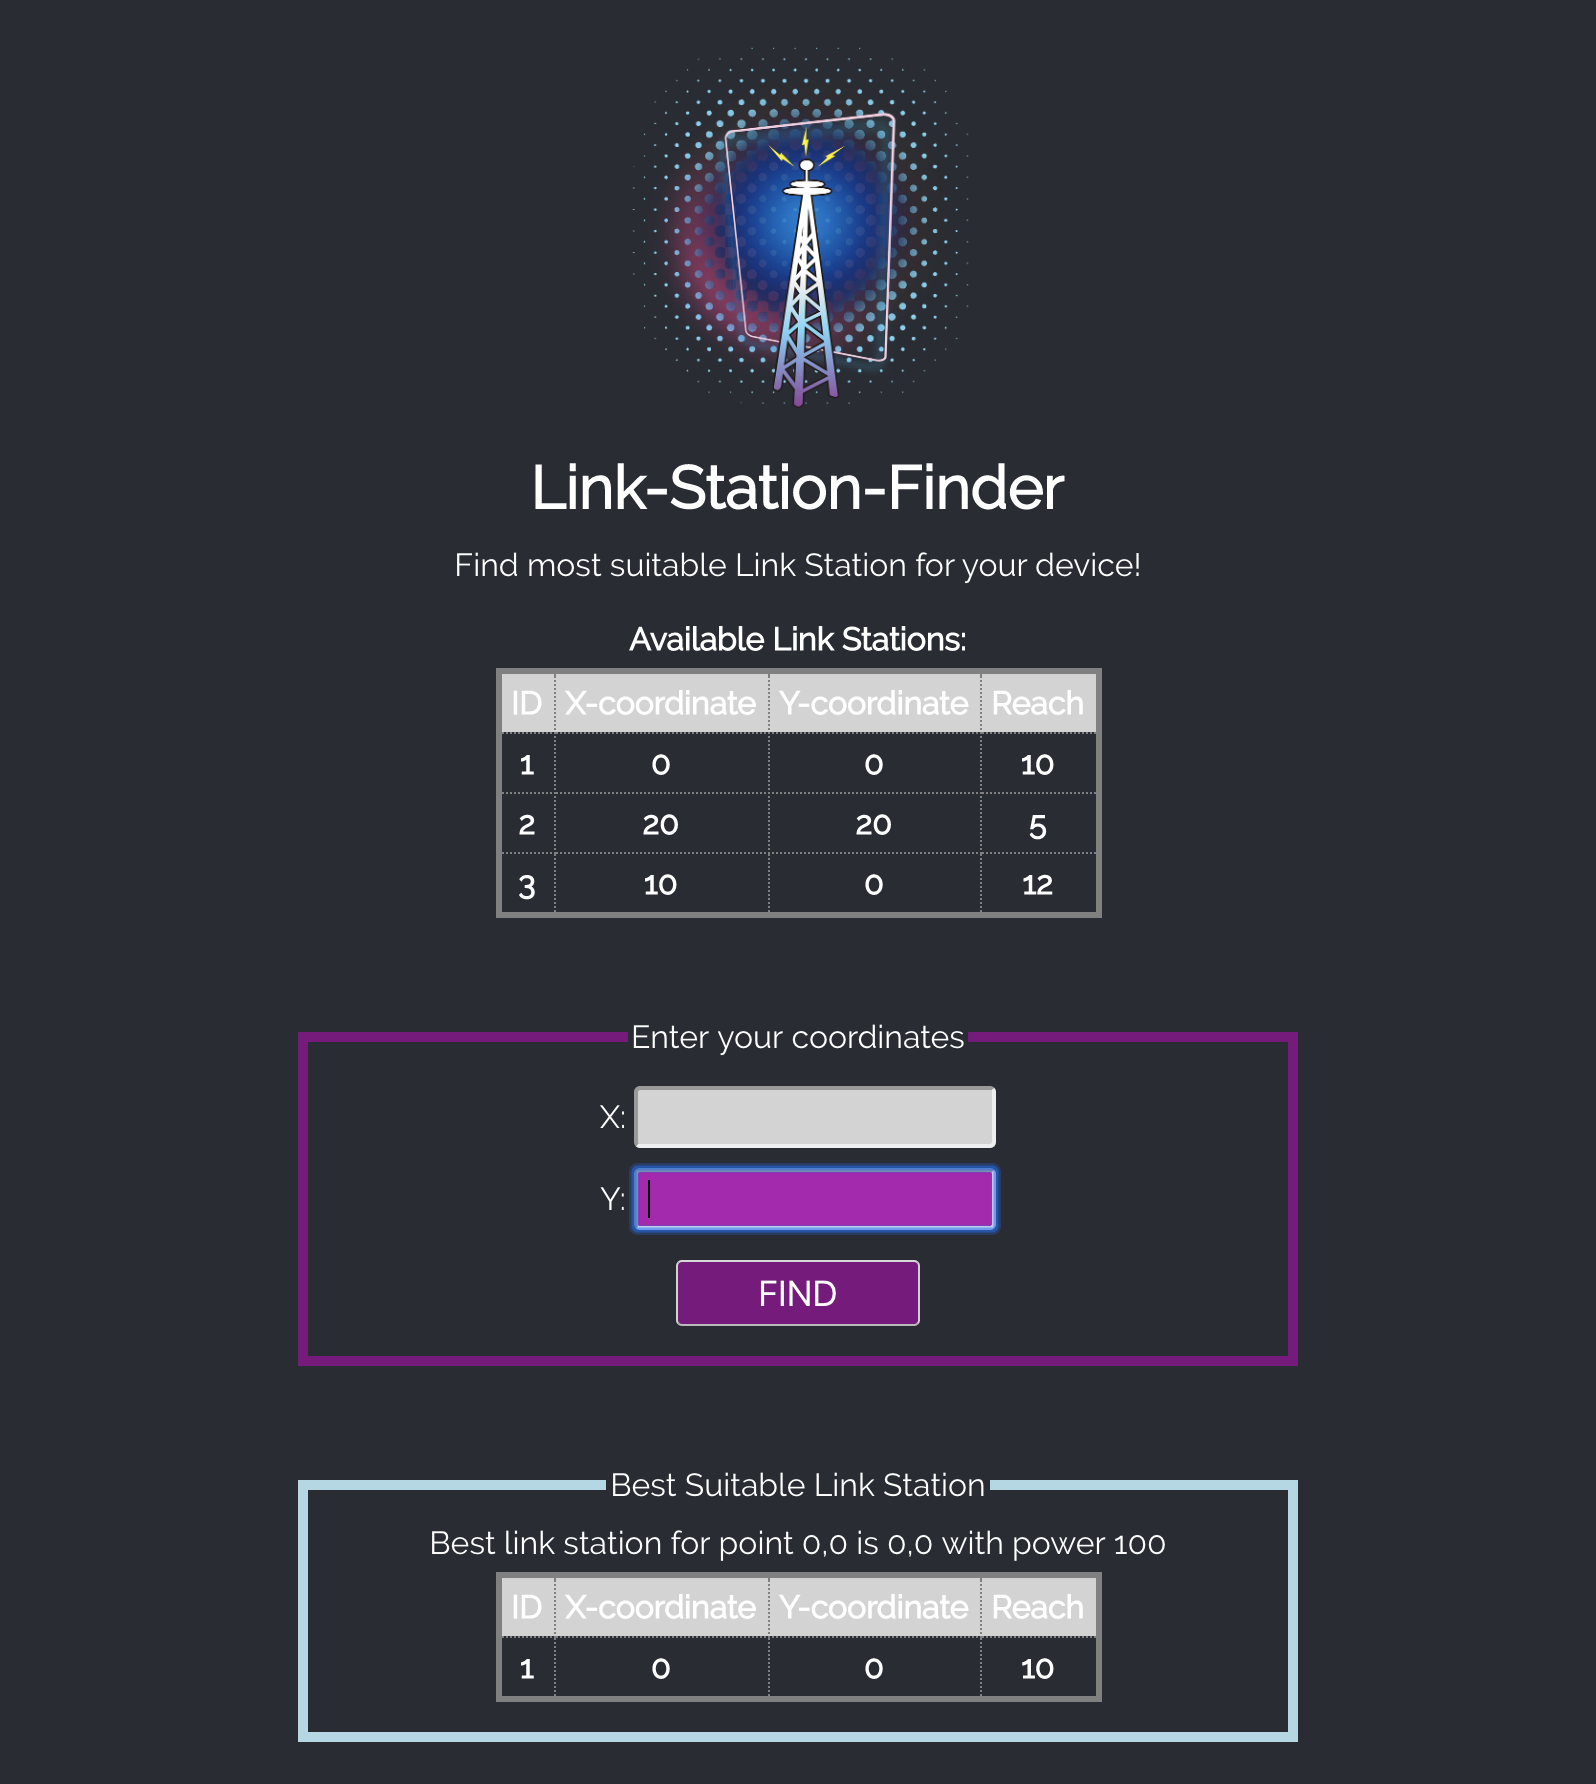 Link-Station-Finder
Find most suitable Link Station for your device!
Available Link Stations:
ID X-coordinate Y-coordinate Reach
1 0 0 10
2 20 20 5
3 10 0 12
Enter your coordinates
X:
Y:
FIND
Best Suitable Link Station
Best link station for point 0,0 is 0,0 with power 100
ID X-coordinate Y-coordinate Reach
1 0 0 10